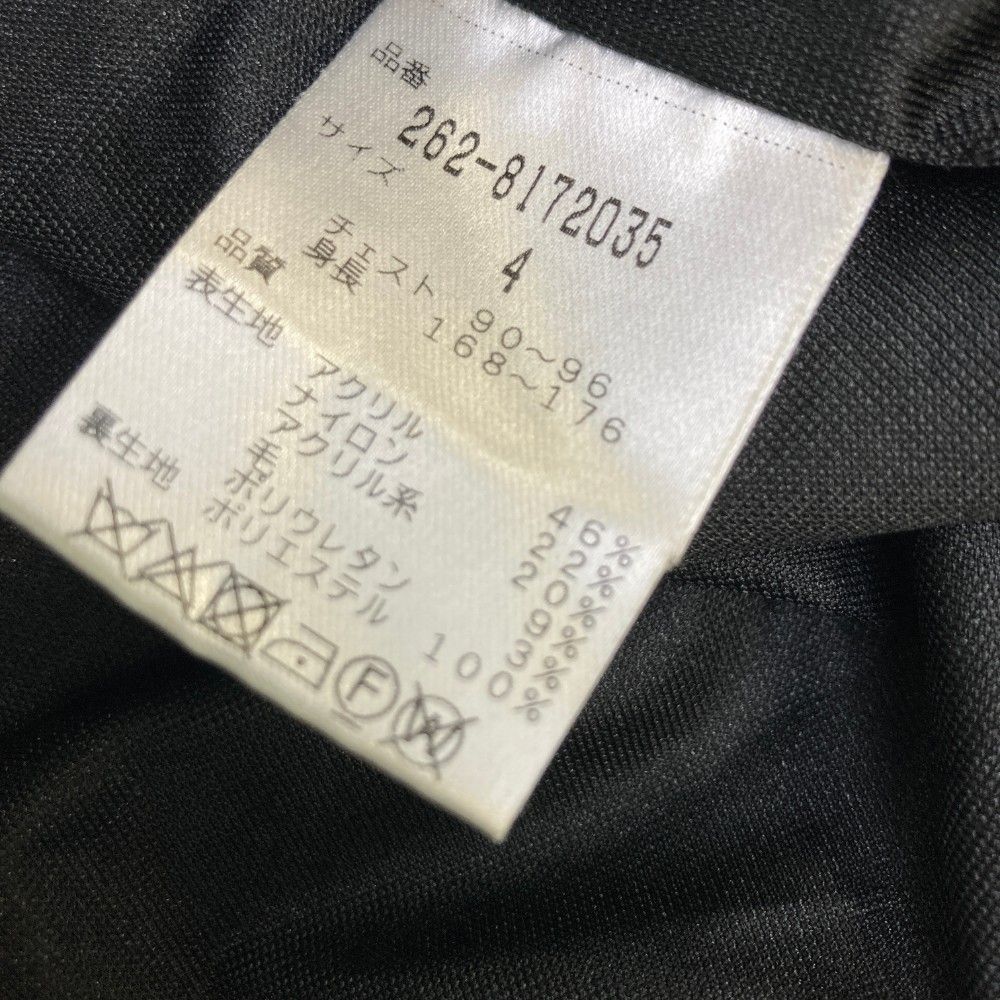 品番
262-8172035
サイズ 4
チェスト 90〜96
身長 168〜176
品質
表生地 アクリル 46%
ナイロン 22%
アクリル系 20%
毛 9%
ポリウレタン 3%
裏生地 ポリエステル 100%
F
W